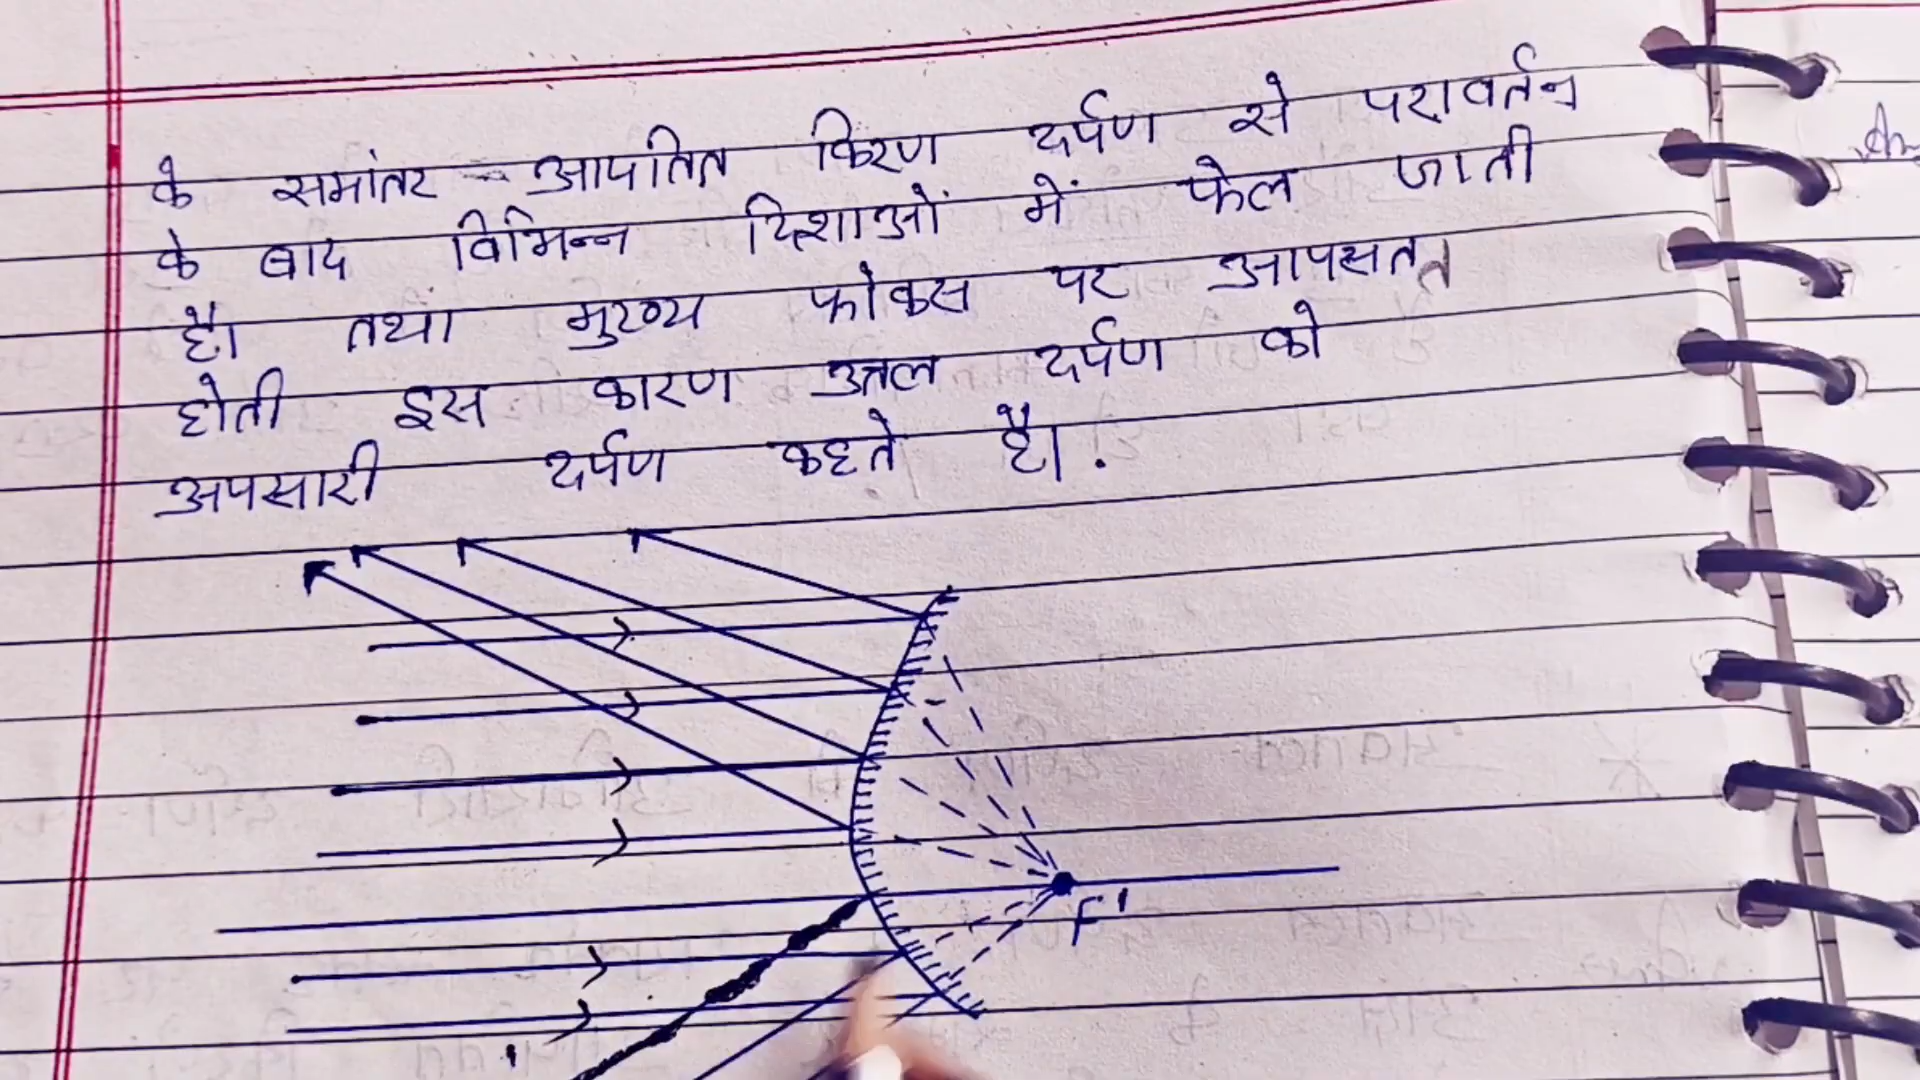 के समांतर आपतित किरण दर्पण से परावर्तन
के बाद विभिन्न दिशाओं में फेल जाती
है। तथा मुख्य फोकस पर आपसतत
होती इस कारण उत्तल दर्पण को
अपसारी दर्पण कहते है।.
F'